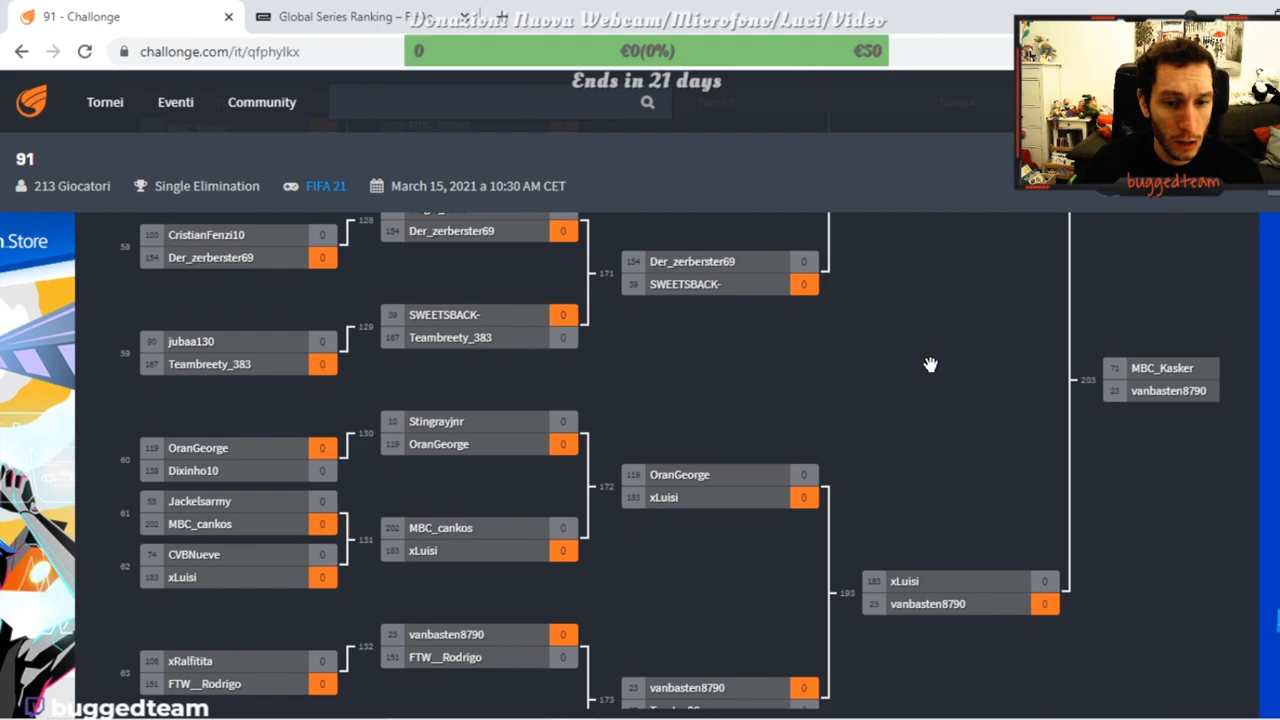 91 - Challonge
Global Series Ranking – F
challonge.com/it/qfphylkx
Donazioni Nuova Webcam/Microfono/Luci/Video
0 €0(0%) €50
Ends in 21 days
Tornei Eventi Community
91
213 Giocatori Single Elimination FIFA 21 March 15, 2021 a 10:30 AM CET
buggedteam
.Store
58
103 CristianFenzi10 0
154 Der_zerberster69 0
128
154 Der_zerberster69 0
171
154 Der_zerberster69 0
39 SWEETSBACK- 0
129
39 SWEETSBACK- 0
167 Teambreety_383 0
59
90 jubaa130 0
167 Teambreety_383 0
203
71 MBC_Kasker
23 vanbasten8790
130
10 Stingrayjnr 0
119 OranGeorge 0
60
119 OranGeorge 0
158 Dixinho10 0
172
119 OranGeorge 0
183 xLuisi 0
61
55 Jackelsarmy 0
202 MBC_cankos 0
131
202 MBC_cankos 0
183 xLuisi 0
62
74 CVBNueve 0
183 xLuisi 0
193
183 xLuisi 0
23 vanbasten8790 0
132
23 vanbasten8790 0
151 FTW__Rodrigo 0
63
106 xRalfitita 0
151 FTW__Rodrigo 0
173
23 vanbasten8790 0
buggedteam